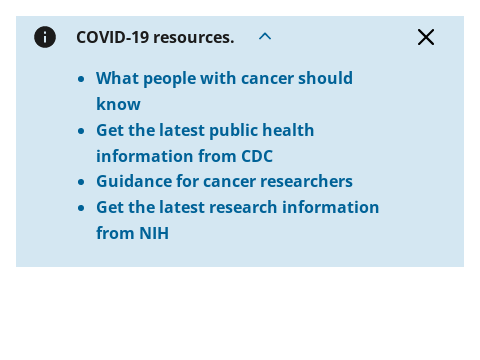 COVID-19 resources.
What people with cancer should
know
Get the latest public health
information from CDC
Guidance for cancer researchers
Get the latest research information
from NIH